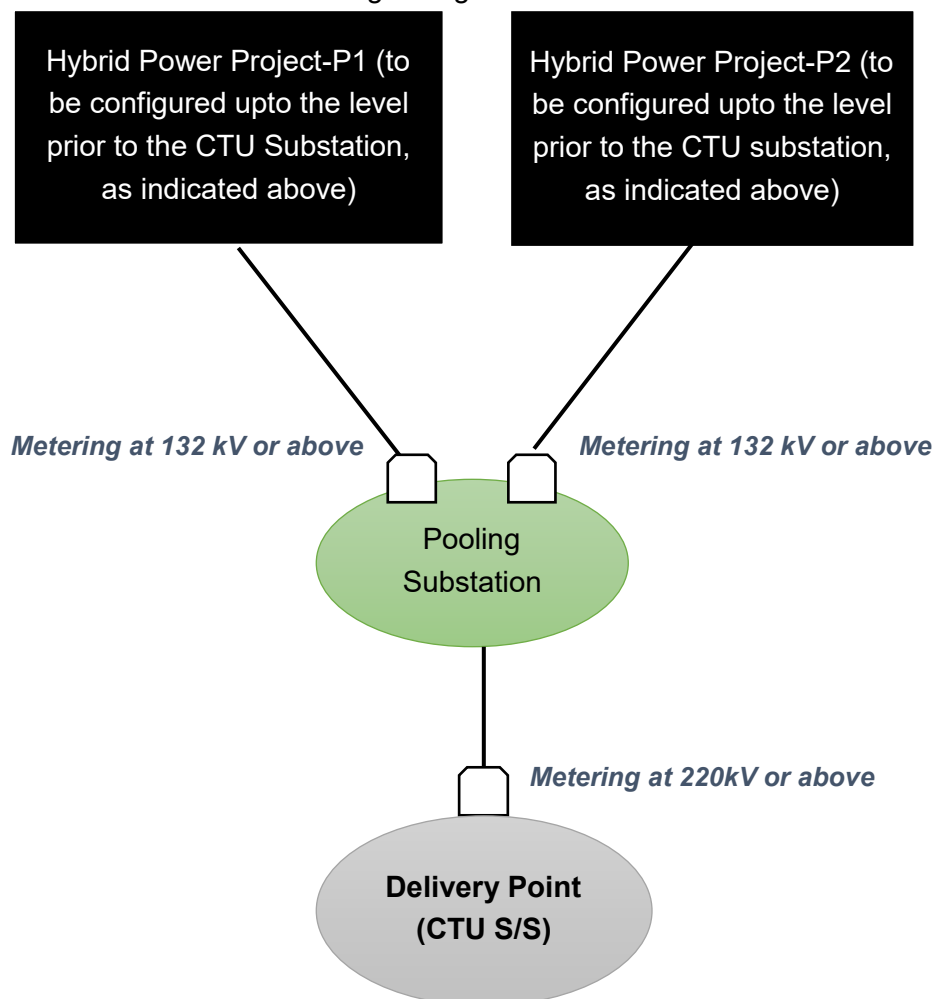 Hybrid Power Project-P1 (to
be configured upto the level
prior to the CTU Substation,
as indicated above)
Hybrid Power Project-P2 (to
be configured upto the level
prior to the CTU substation,
as indicated above)
Metering at 132 kV or above
Metering at 132 kV or above
Pooling
Substation
Metering at 220kV or above
Delivery Point
(CTU S/S)